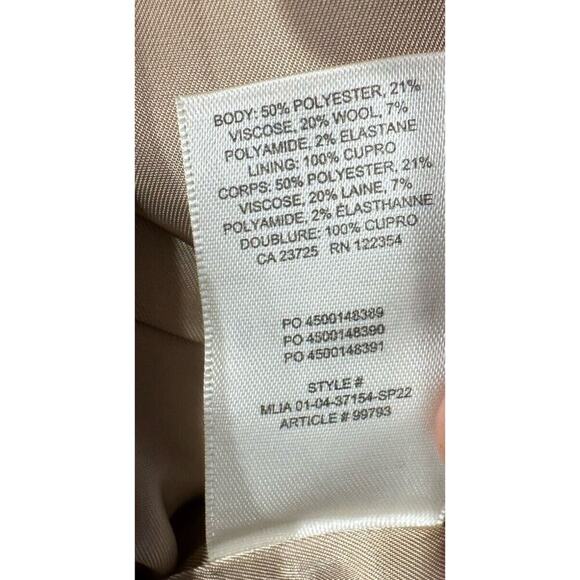 BODY: 50% POLYESTER, 21%
VISCOSE, 20% WOOL, 7%
POLYAMIDE, 2% ELASTANE
LINING: 100% CUPRO
CORPS: 50% POLYESTER, 21%
VISCOSE, 20% LAINE, 7%
POLYAMIDE, 2% ÉLASTHANNE
DOUBLURE: 100% CUPRO
CA 23725 RN 122354
PO 4500148389
PO 4500148390
PO 4500148391
STYLE #
MLIA 01-04-37154-SP22
ARTICLE # 99793